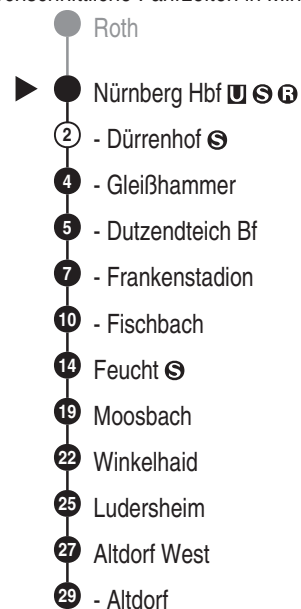 Roth
Nürnberg Hbf U S R
2 - Dürrenhof S
4 - Gleißhammer
5 - Dutzendteich Bf
7 - Frankenstadion
10 - Fischbach
14 Feucht S
19 Moosbach
22 Winkelhaid
25 Ludersheim
27 Altdorf West
29 - Altdorf